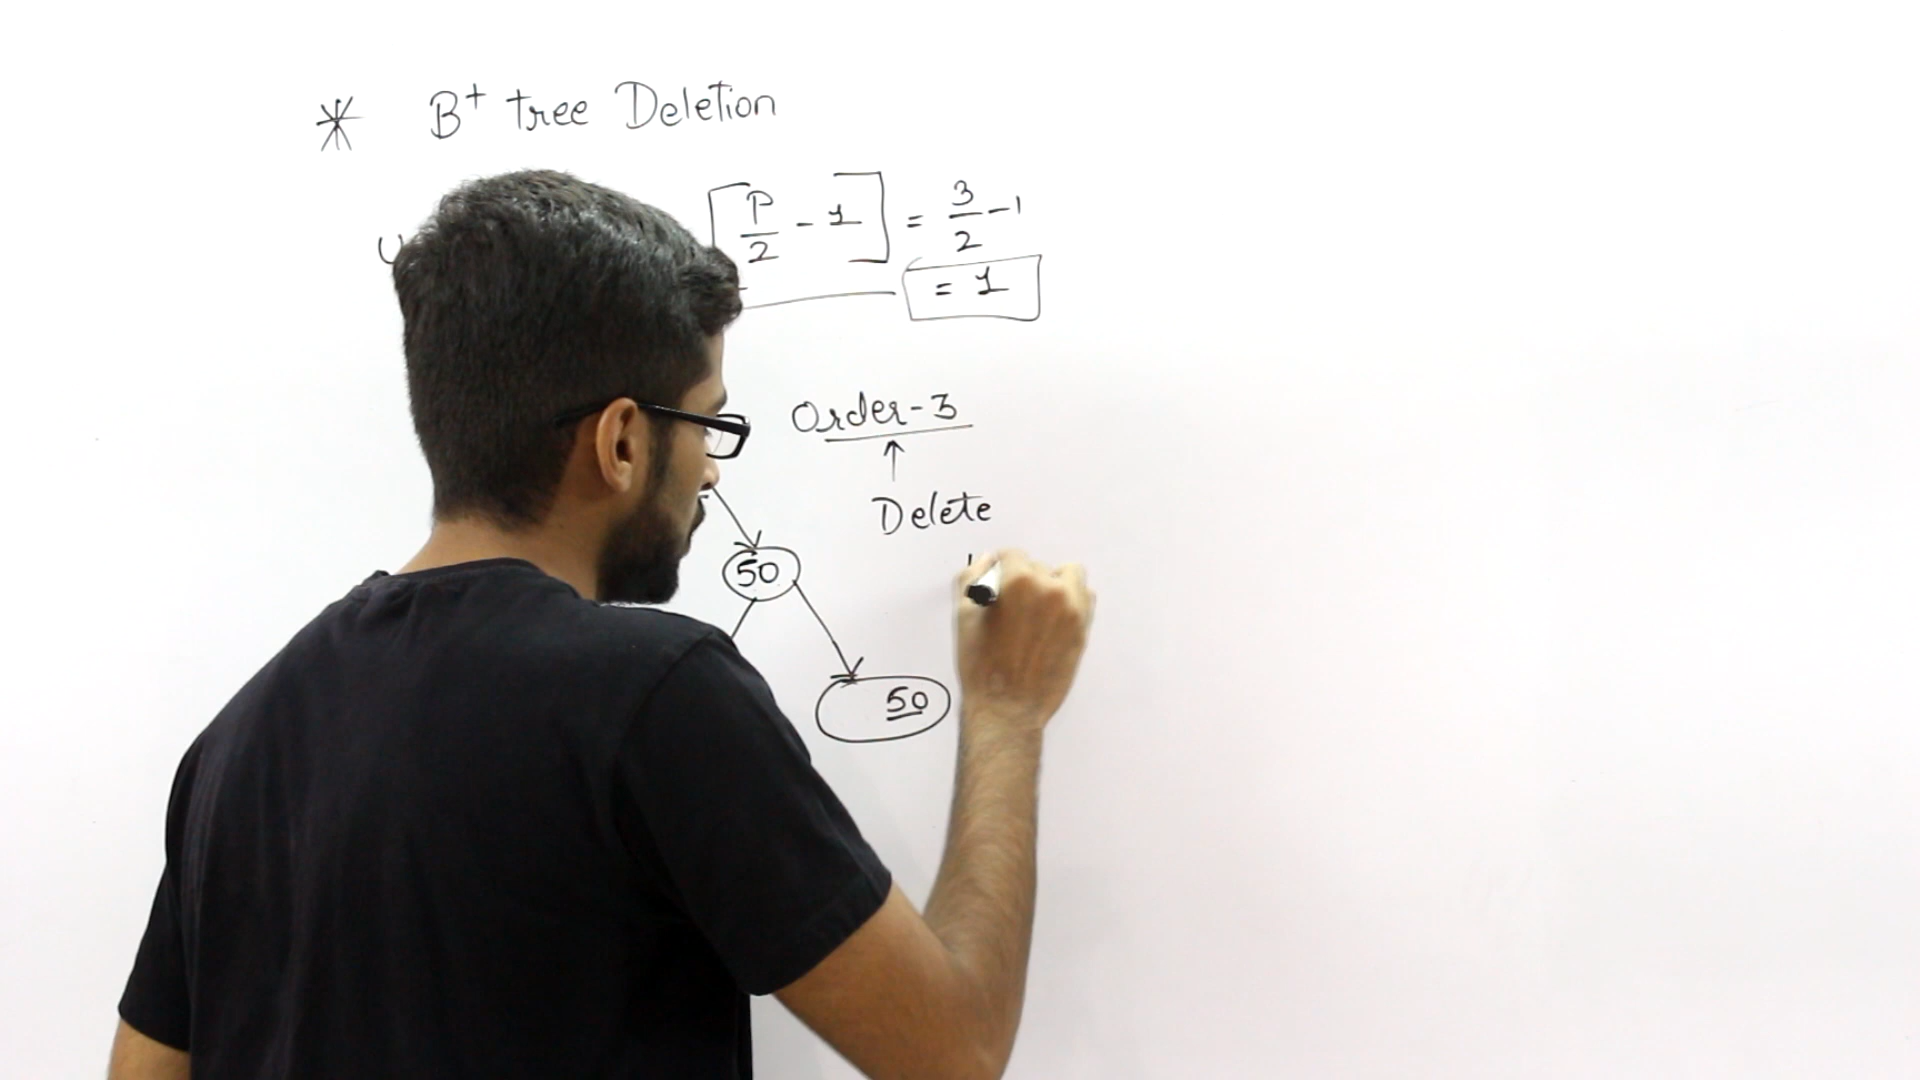 * B+ tree Deletion
[P/2 - 1] = 3/2 - 1
= 1
Order-3
↑
Delete
50
50